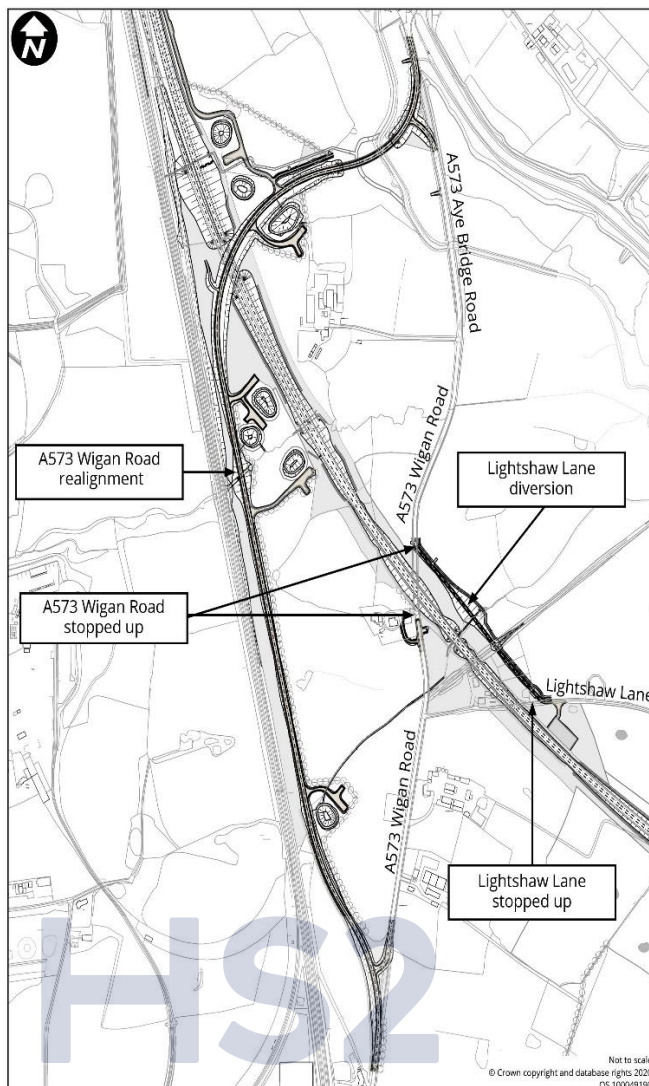 N
A573 Aye Bridge Road
A573 Wigan Road
realignment
A573 Wigan Road
Lightshaw Lane
diversion
A573 Wigan Road
stopped up
Lightshaw Lane
A573 Wigan Road
Lightshaw Lane
stopped up
HS2
Not to scale
© Crown copyright and database rights 2020